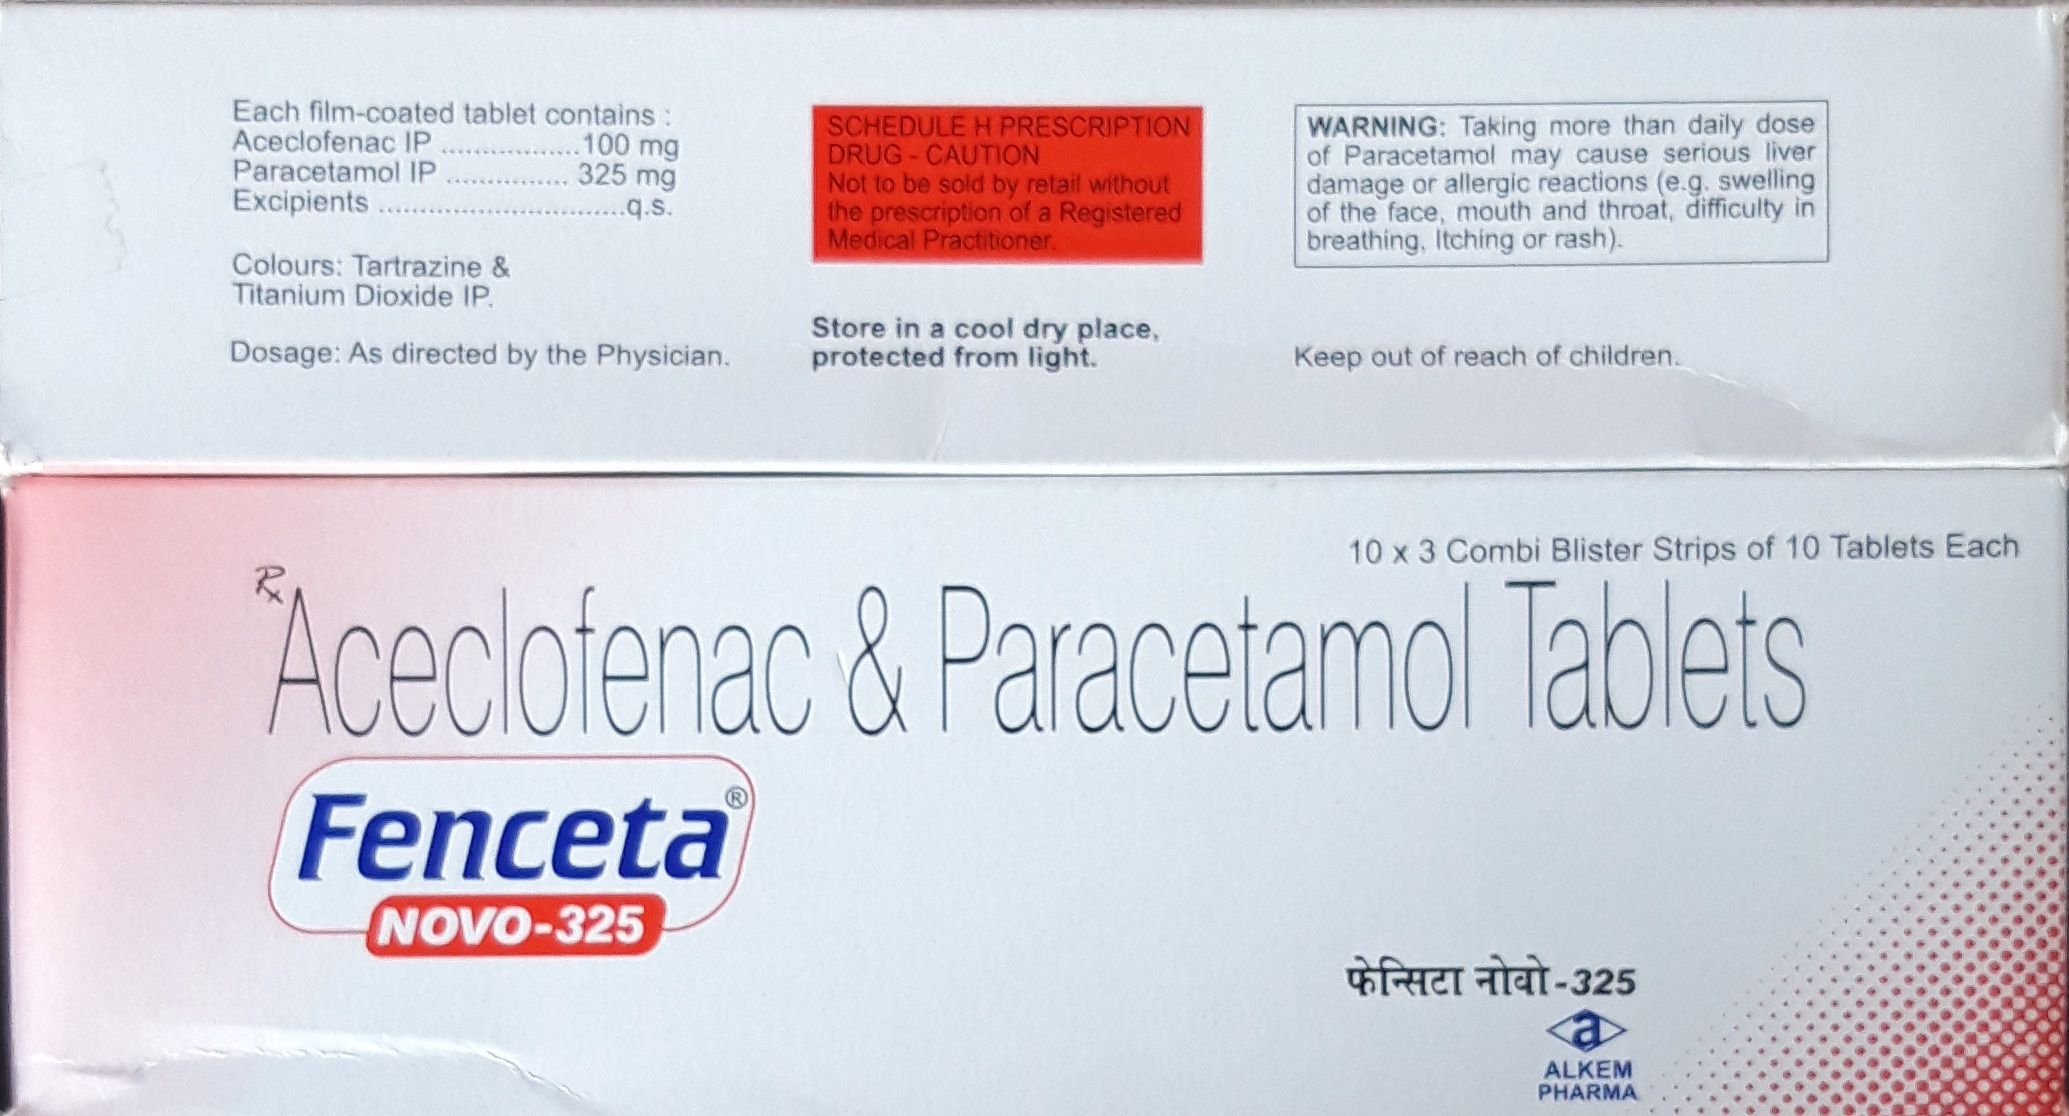 Each film-coated tablet contains :
Aceclofenac IP ..................100 mg
Paracetamol IP ............... 325 mg
Excipients ..............................q.s.
Colours: Tartrazine &
Titanium Dioxide IP.
Dosage: As directed by the Physician.
SCHEDULE H PRESCRIPTION
DRUG - CAUTION
Not to be sold by retail without
the prescription of a Registered
Medical Practitioner.
Store in a cool dry place,
protected from light.
WARNING: Taking more than daily dose
of Paracetamol may cause serious liver
damage or allergic reactions (e.g. swelling
of the face, mouth and throat, difficulty in
breathing, Itching or rash).
Keep out of reach of children.
10 x 3 Combi Blister Strips of 10 Tablets Each
Rx Aceclofenac & Paracetamol Tablets
Fenceta®
NOVO-325
फेन्सिटा नोवो-325
a
ALKEM
PHARMA